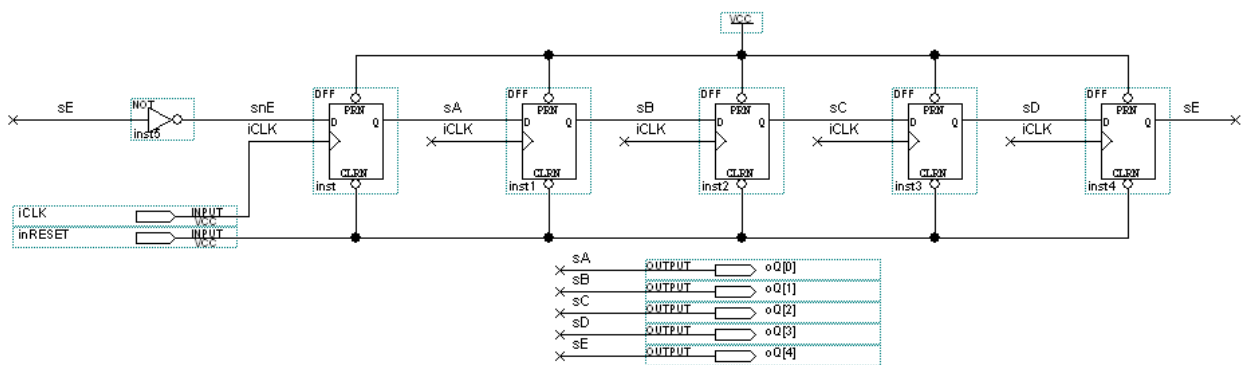 VCC
DFF DFF DFF DFF DFF
sE NOT snE PRN sA PRN sB PRN sC PRN sD PRN sE
D Q D Q D Q D Q D Q
inst5 iCLK iCLK iCLK iCLK iCLK
CLRN CLRN CLRN CLRN CLRN
inst inst1 inst2 inst3 inst4
iCLK INPUT
VCC
inRESET INPUT
VCC
sA OUTPUT oQ[0]
sB OUTPUT oQ[1]
sC OUTPUT oQ[2]
sD OUTPUT oQ[3]
sE OUTPUT oQ[4]